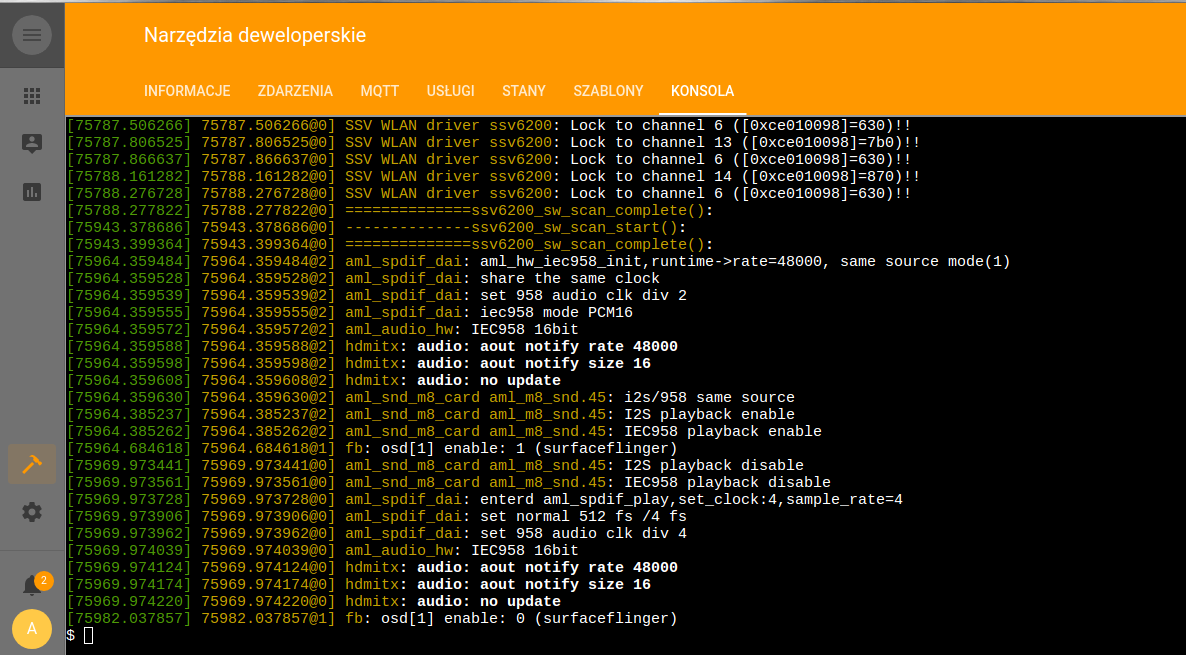 Narzędzia deweloperskie
INFORMACJE ZDARZENIA MQTT USŁUGI STANY SZABLONY KONSOLA
[75787.506266] 75787.506266@0] SSV WLAN driver ssv6200: Lock to channel 6 ([0xce010098]=630)!!
[75787.806525] 75787.806525@0] SSV WLAN driver ssv6200: Lock to channel 13 ([0xce010098]=7b0)!!
[75787.866637] 75787.866637@0] SSV WLAN driver ssv6200: Lock to channel 6 ([0xce010098]=630)!!
[75788.161282] 75788.161282@0] SSV WLAN driver ssv6200: Lock to channel 14 ([0xce010098]=870)!!
[75788.276728] 75788.276728@0] SSV WLAN driver ssv6200: Lock to channel 6 ([0xce010098]=630)!!
[75788.277822] 75788.277822@0] ==============ssv6200_sw_scan_complete():
[75943.378686] 75943.378686@0] --------------ssv6200_sw_scan_start():
[75943.399364] 75943.399364@0] ==============ssv6200_sw_scan_complete():
[75964.359484] 75964.359484@2] aml_spdif_dai: aml_hw_iec958_init,runtime->rate=48000, same source mode(1)
[75964.359528] 75964.359528@2] aml_spdif_dai: share the same clock
[75964.359539] 75964.359539@2] aml_spdif_dai: set 958 audio clk div 2
[75964.359555] 75964.359555@2] aml_spdif_dai: iec958 mode PCM16
[75964.359572] 75964.359572@2] aml_audio_hw: IEC958 16bit
[75964.359588] 75964.359588@2] hdmitx: audio: aout notify rate 48000
[75964.359598] 75964.359598@2] hdmitx: audio: aout notify size 16
[75964.359608] 75964.359608@2] hdmitx: audio: no update
[75964.359630] 75964.359630@2] aml_snd_m8_card aml_m8_snd.45: i2s/958 same source
[75964.385237] 75964.385237@2] aml_snd_m8_card aml_m8_snd.45: I2S playback enable
[75964.385262] 75964.385262@2] aml_snd_m8_card aml_m8_snd.45: IEC958 playback enable
[75964.684618] 75964.684618@1] fb: osd[1] enable: 1 (surfaceflinger)
[75969.973441] 75969.973441@0] aml_snd_m8_card aml_m8_snd.45: I2S playback disable
[75969.973561] 75969.973561@0] aml_snd_m8_card aml_m8_snd.45: IEC958 playback disable
[75969.973728] 75969.973728@0] aml_spdif_dai: enterd aml_spdif_play,set_clock:4,sample_rate=4
[75969.973906] 75969.973906@0] aml_spdif_dai: set normal 512 fs /4 fs
[75969.973962] 75969.973962@0] aml_spdif_dai: set 958 audio clk div 4
[75969.974039] 75969.974039@0] aml_audio_hw: IEC958 16bit
[75969.974124] 75969.974124@0] hdmitx: audio: aout notify rate 48000
[75969.974174] 75969.974174@0] hdmitx: audio: aout notify size 16
[75969.974220] 75969.974220@0] hdmitx: audio: no update
[75982.037857] 75982.037857@1] fb: osd[1] enable: 0 (surfaceflinger)
$
2
A